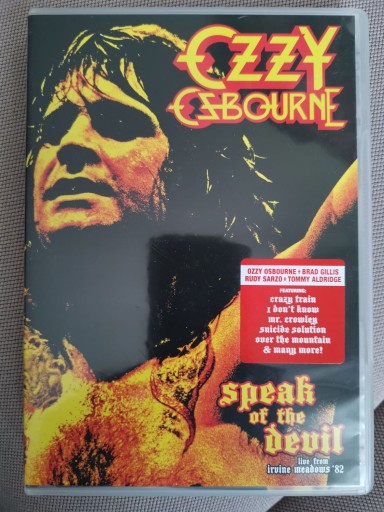 OZZY
OSBOURNE
OZZY OSBOURNE † BRAD GILLIS
RUDY SARZO † TOMMY ALDRIDGE
FEATURING:
crazy train
i don't know
mr. crowley
suicide solution
over the mountain
& many more!
speak
of the
devil
live from
irvine meadows '82